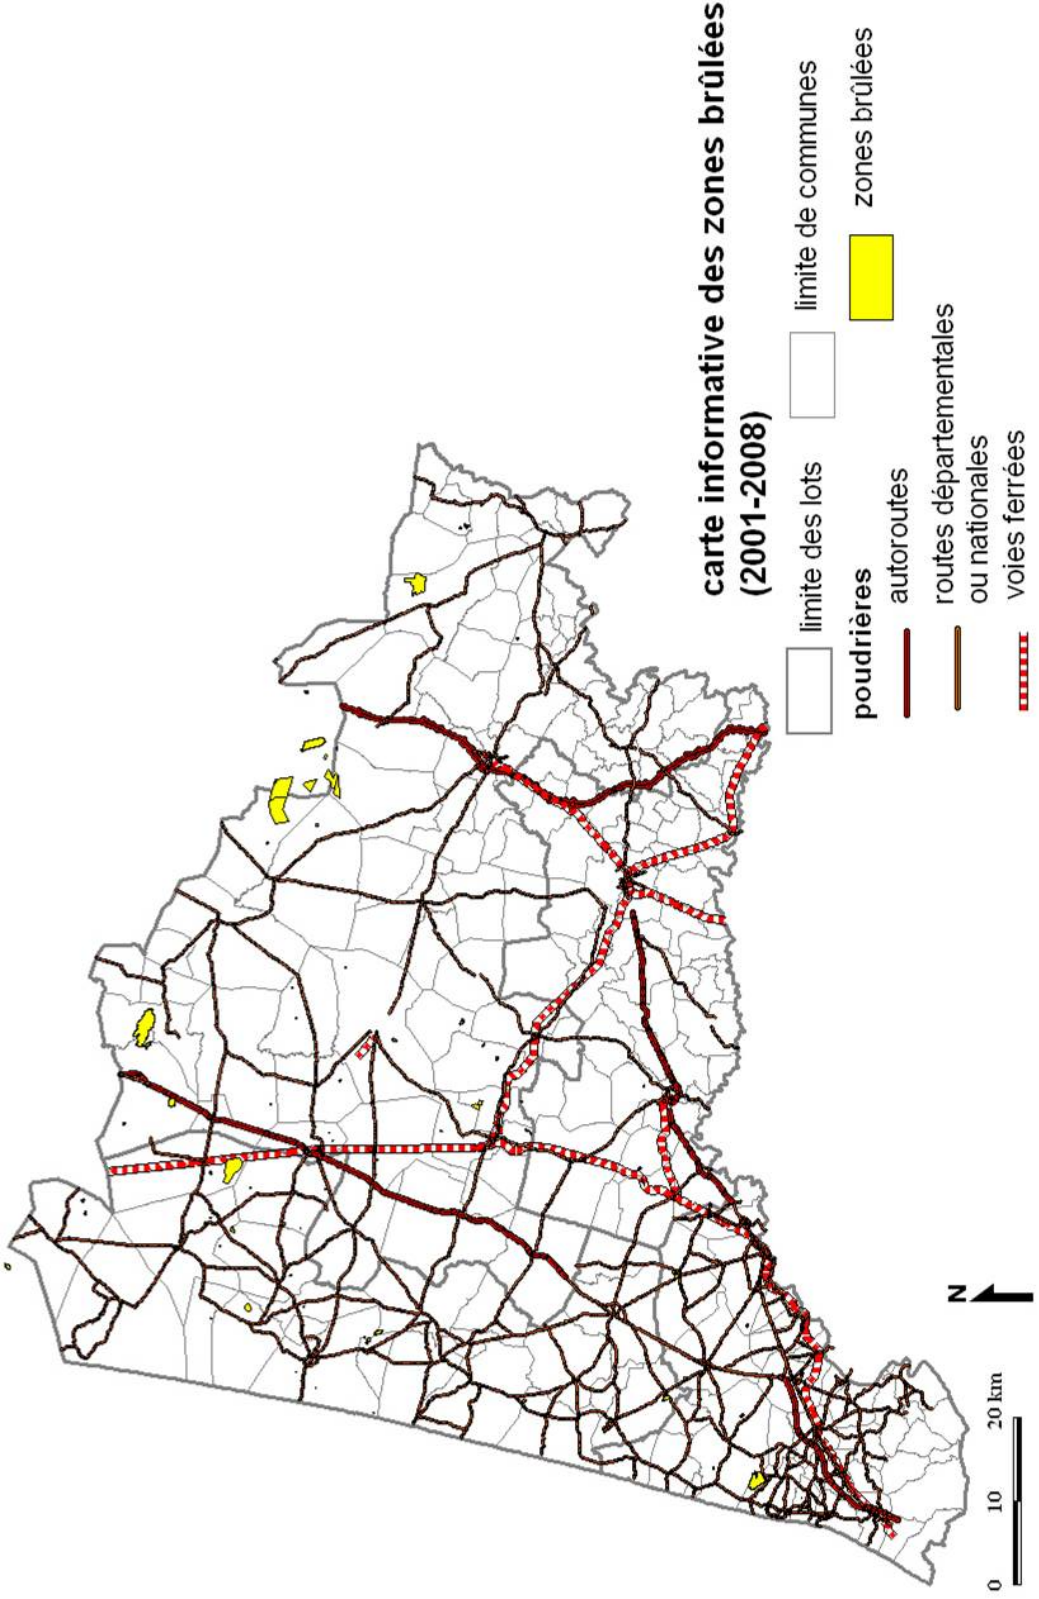 carte informative des zones brûlées
(2001-2008)
limite des lots
limite de communes
poudrières
zones brûlées
autoroutes
routes départementales
ou nationales
voies ferrées
N
0 10 20 km